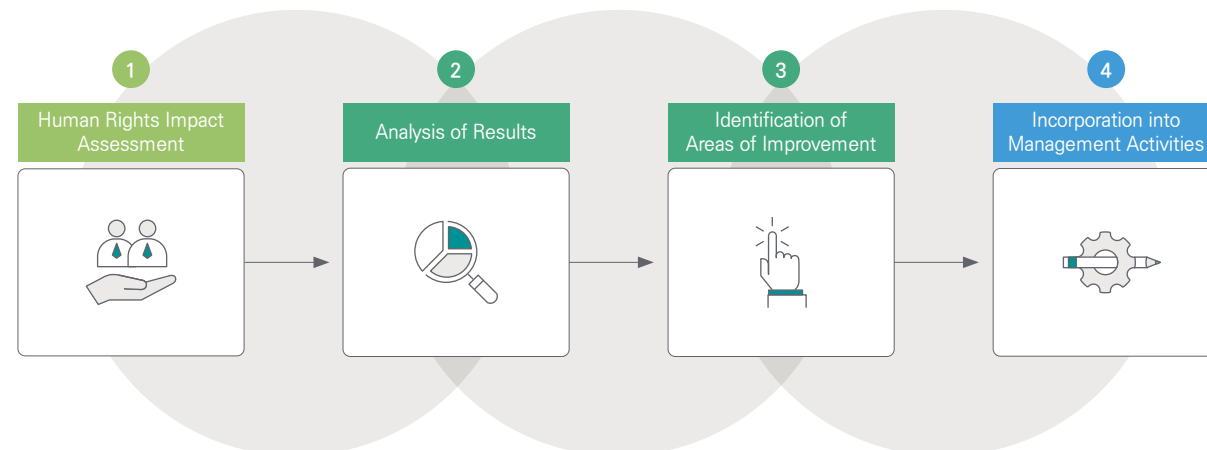 1
Human Rights Impact
Assessment
2
Analysis of Results
3
Identification of
Areas of Improvement
4
Incorporation into
Management Activities